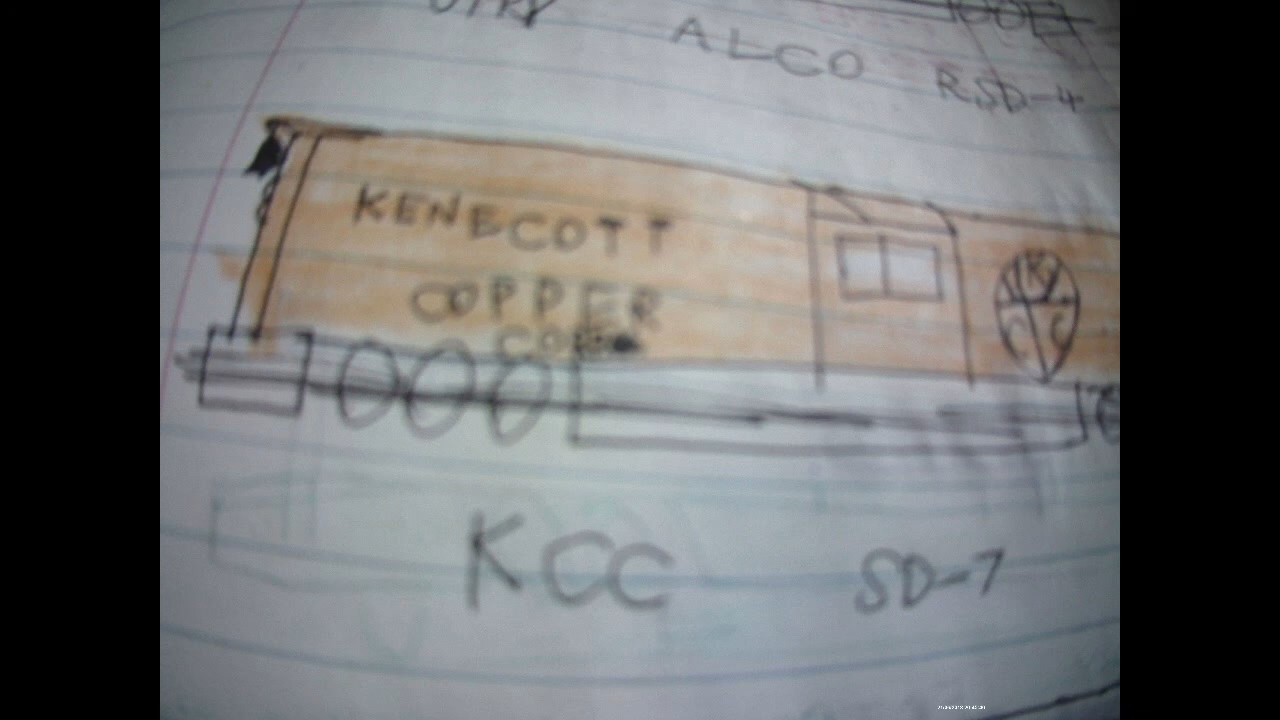 ALCO RSD-4
KENECOTT
COPPER
K
C C
KCC SD-7